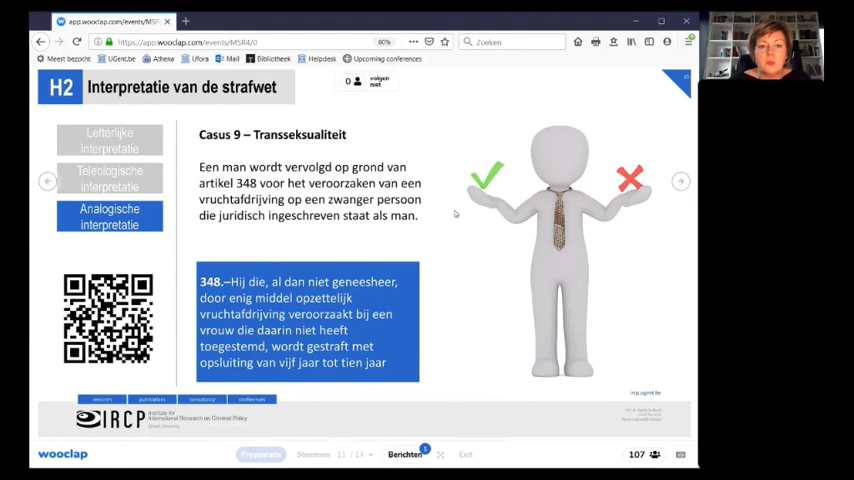 app.wooclap.com/events/MSR
https://app.wooclap.com/events/MSR4/0
80%
Zoeken
Meest bezocht
UGent.be
Athena
Ufora
Mail
Bibliotheek
Helpdesk
Upcoming conferences
H2
Interpretatie van de strafwet
0
volgen
niet
Letterlijke
interpretatie
Teleologische
interpretatie
Analogische
interpretatie
Casus 9 – Transseksualiteit
Een man wordt vervolgd op grond van
artikel 348 voor het veroorzaken van een
vruchtafdrijving op een zwanger persoon
die juridisch ingeschreven staat als man.
348.–Hij die, al dan niet geneesheer,
door enig middel opzettelijk
vruchtafdrijving veroorzaakt bij een
vrouw die daarin niet heeft
toegestemd, wordt gestraft met
opsluiting van vijf jaar tot tien jaar
research
publications
consultancy
conferences
ircp.ugent.be
IRCP
Institute for
International Research on Criminal Policy
wooclap
Presentatie
Stemmen
11 / 14
Berichten
1
Exit
107